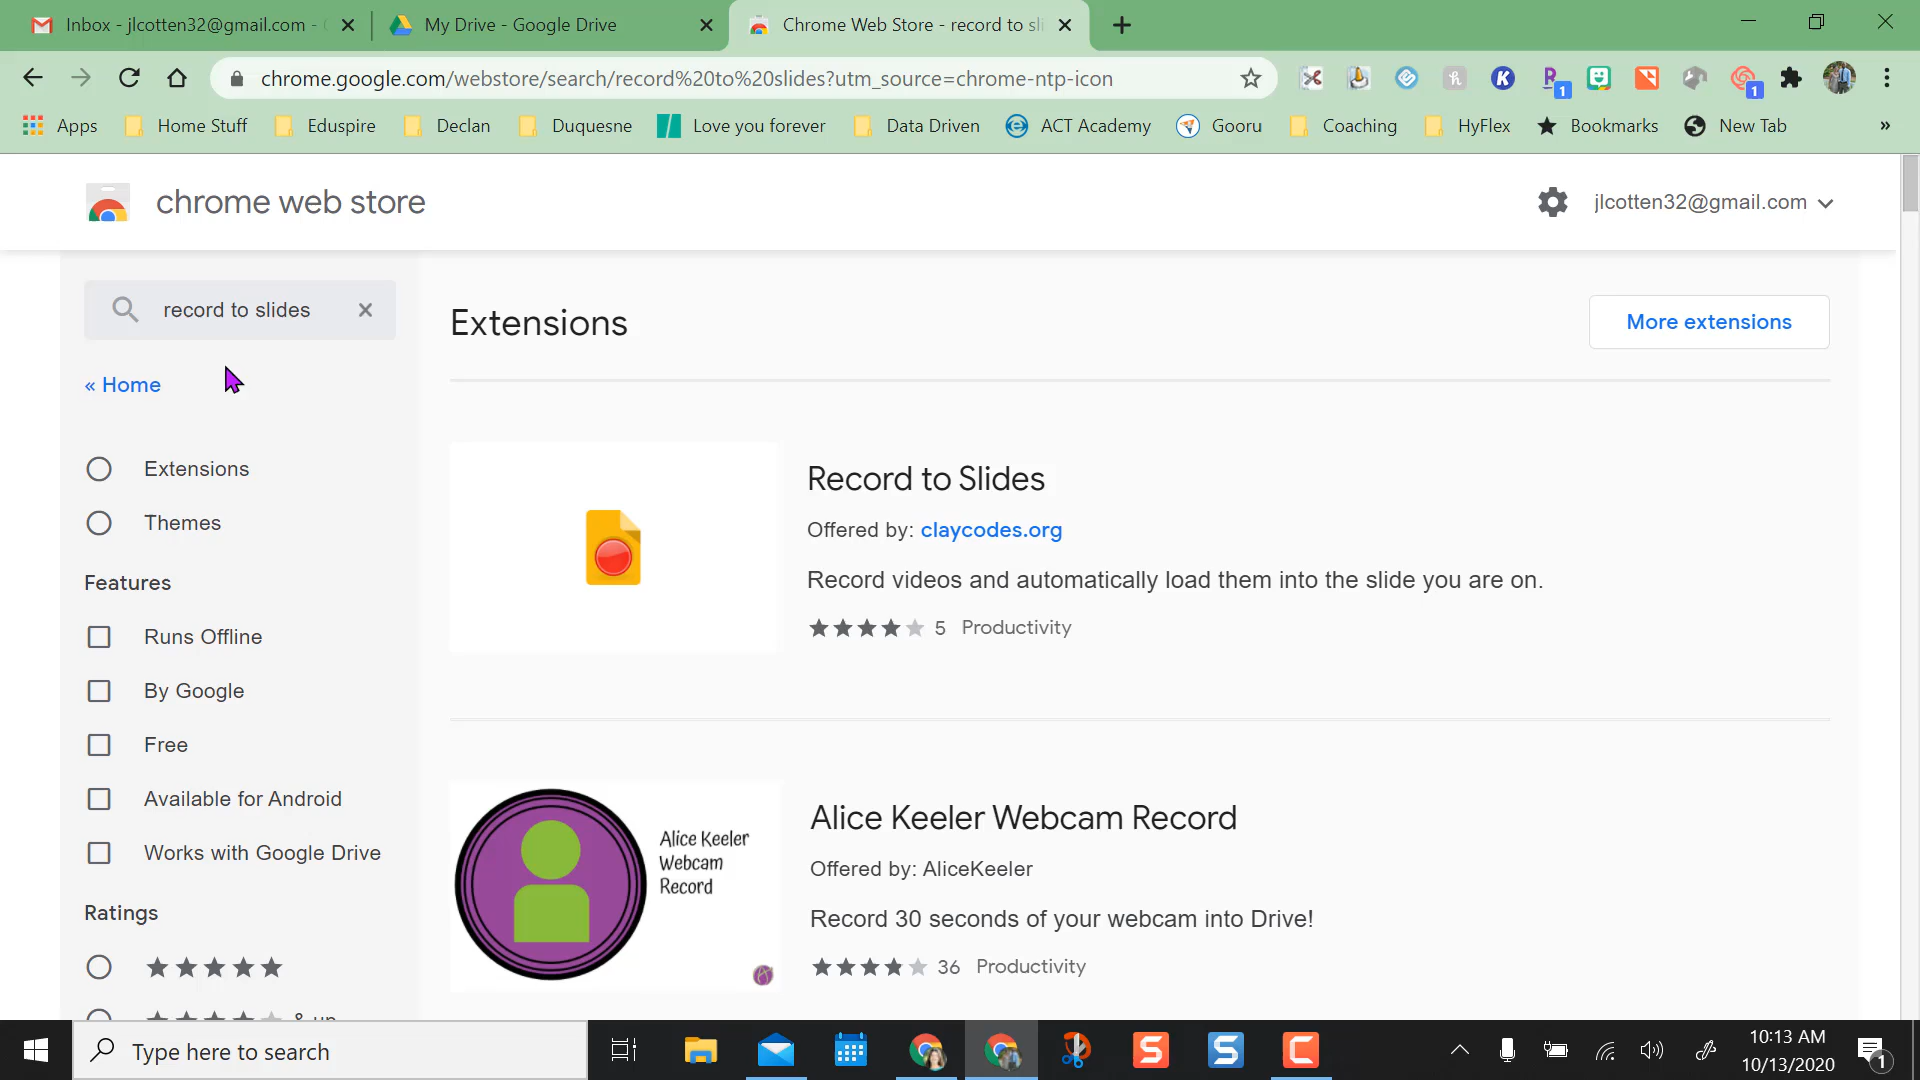 Inbox - jlcotten32@gmail.com -
My Drive - Google Drive
Chrome Web Store - record to sli
chrome.google.com/webstore/search/record%20to%20slides?utm_source=chrome-ntp-icon
1
1
Apps
Home Stuff
Eduspire
Declan
Duquesne
Love you forever
Data Driven
ACT Academy
Gooru
Coaching
HyFlex
Bookmarks
New Tab
»
chrome web store
jlcotten32@gmail.com
record to slides
« Home
Extensions
Themes
Features
Runs Offline
By Google
Free
Available for Android
Works with Google Drive
Ratings
& up
Extensions
More extensions
Record to Slides
Offered by: claycodes.org
Record videos and automatically load them into the slide you are on.
5 Productivity
Alice Keeler
Webcam
Record
Alice Keeler Webcam Record
Offered by: AliceKeeler
Record 30 seconds of your webcam into Drive!
36 Productivity
Type here to search
10:13 AM
10/13/2020
1